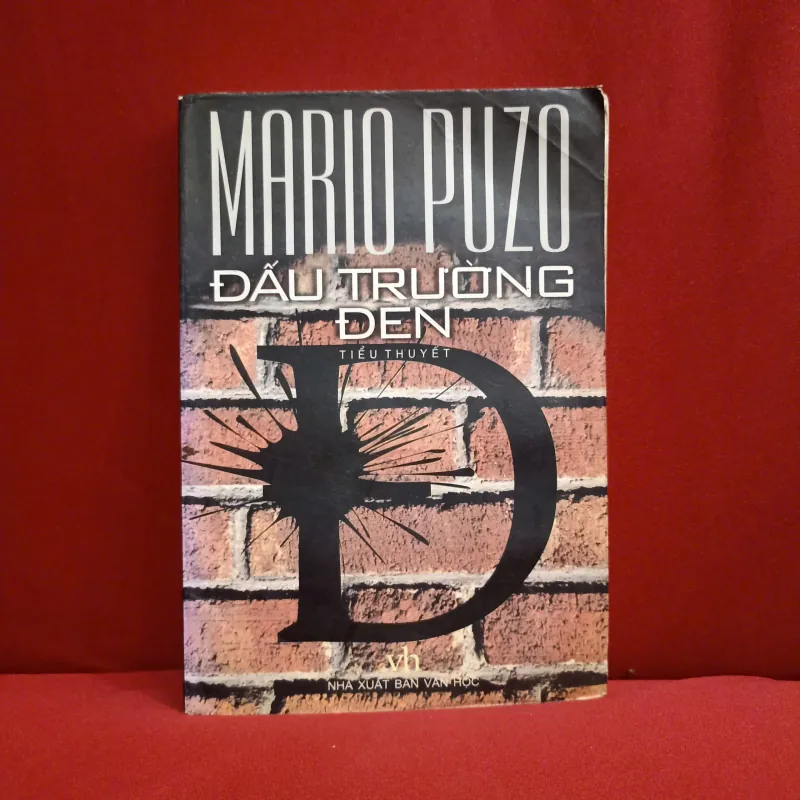 MARIO PUZO
ĐẤU TRƯỜNG
ĐEN
TIỂU THUYẾT
Đ
vh
NHÀ XUẤT BẢN VĂN HỌC